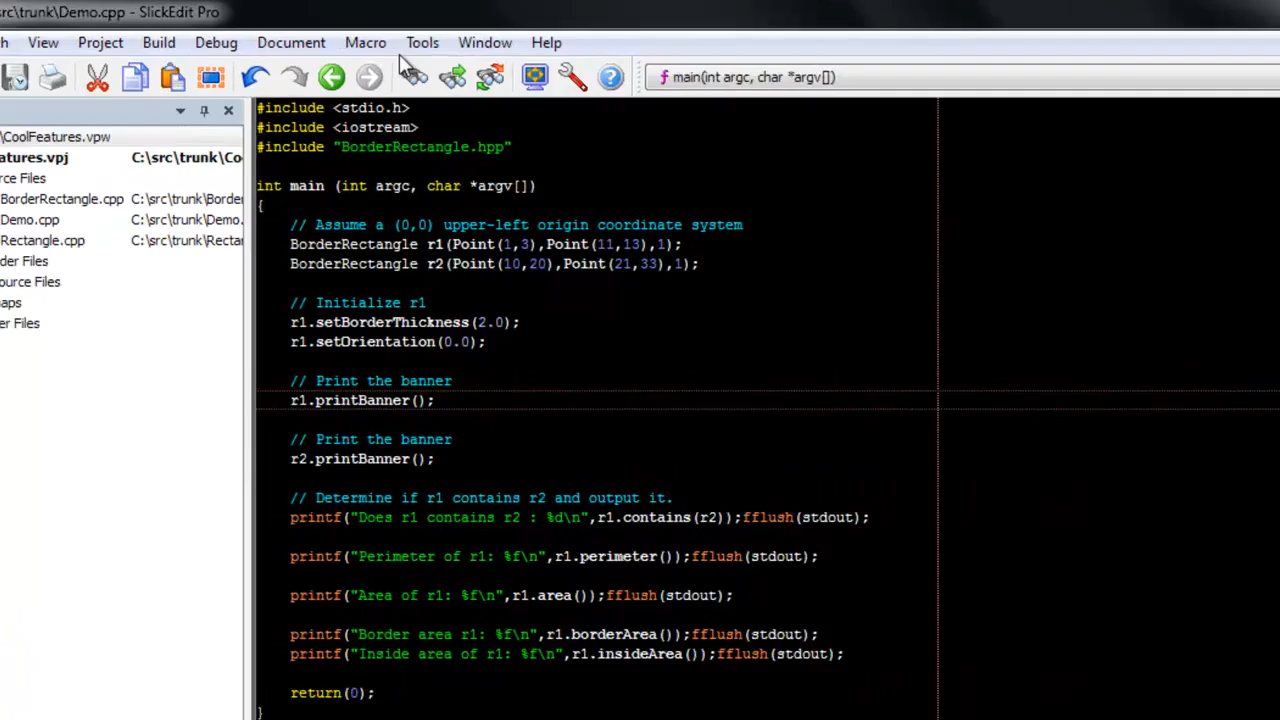 src\trunk\Demo.cpp - SlickEdit Pro
h View Project Build Debug Document Macro Tools Window Help
main(int argc, char *argv[])
\CoolFeatures.vpw
atures.vpj C:\src\trunk\Co
rce Files
BorderRectangle.cpp C:\src\trunk\Borde
Demo.cpp C:\src\trunk\Demo.
Rectangle.cpp C:\src\trunk\Recta
der Files
ource Files
aps
er Files
#include <stdio.h>
#include <iostream>
#include "BorderRectangle.hpp"
int main (int argc, char *argv[])
{
// Assume a (0,0) upper-left origin coordinate system
BorderRectangle r1(Point(1,3),Point(11,13),1);
BorderRectangle r2(Point(10,20),Point(21,33),1);
// Initialize r1
r1.setBorderThickness(2.0);
r1.setOrientation(0.0);
// Print the banner
r1.printBanner();
// Print the banner
r2.printBanner();
// Determine if r1 contains r2 and output it.
printf("Does r1 contains r2 : %d\n",r1.contains(r2));fflush(stdout);
printf("Perimeter of r1: %f\n",r1.perimeter());fflush(stdout);
printf("Area of r1: %f\n",r1.area());fflush(stdout);
printf("Border area r1: %f\n",r1.borderArea());fflush(stdout);
printf("Inside area of r1: %f\n",r1.insideArea());fflush(stdout);
return(0);
}